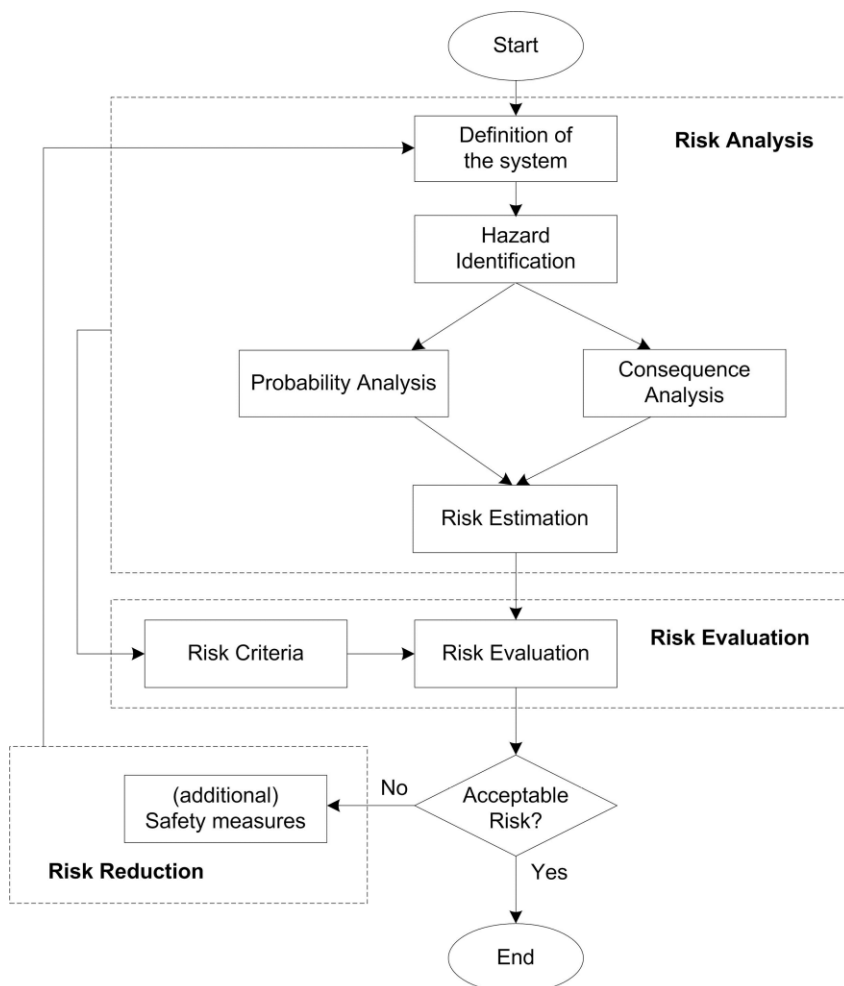 Start
Definition of
the system
Risk Analysis
Hazard
Identification
Probability Analysis
Consequence
Analysis
Risk Estimation
Risk Criteria
Risk Evaluation
Risk Evaluation
(additional)
Safety measures
No
Acceptable
Risk?
Risk Reduction
Yes
End